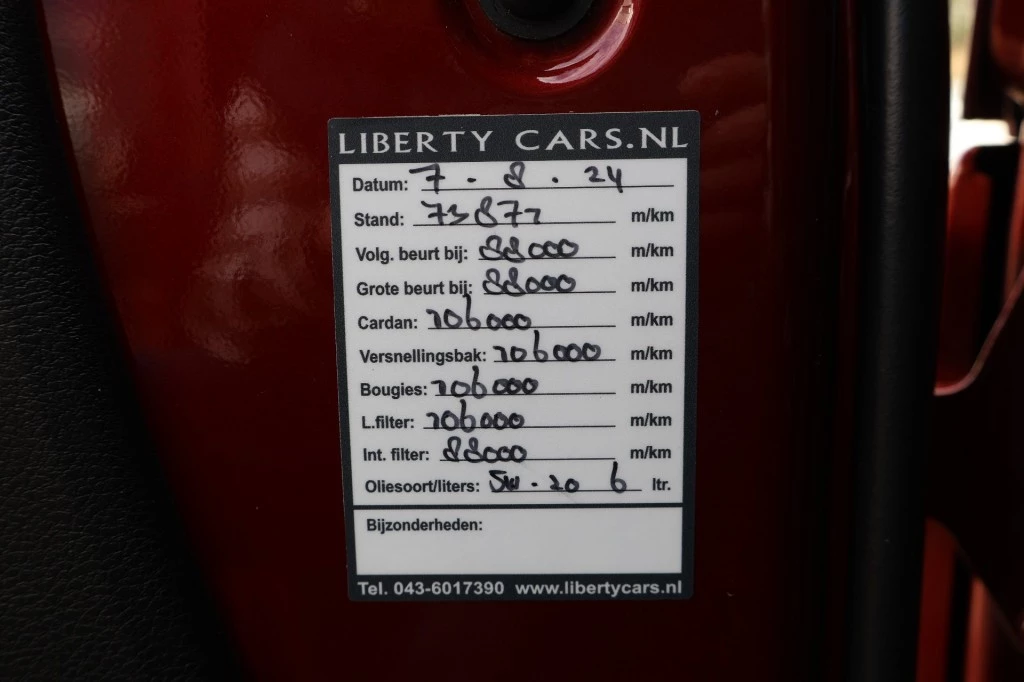 LIBERTY CARS.NL
Datum: 7 - 8 . 24
Stand: 73877 m/km
Volg. beurt bij: 88000 m/km
Grote beurt bij: 88000 m/km
Cardan: 106000 m/km
Versnellingsbak: 106000 m/km
Bougies: 106000 m/km
L.filter: 106000 m/km
Int. filter: 88000 m/km
Oliesoort/liters: 5W - 20 6 ltr.
Bijzonderheden:
Tel. 043-6017390 www.libertycars.nl